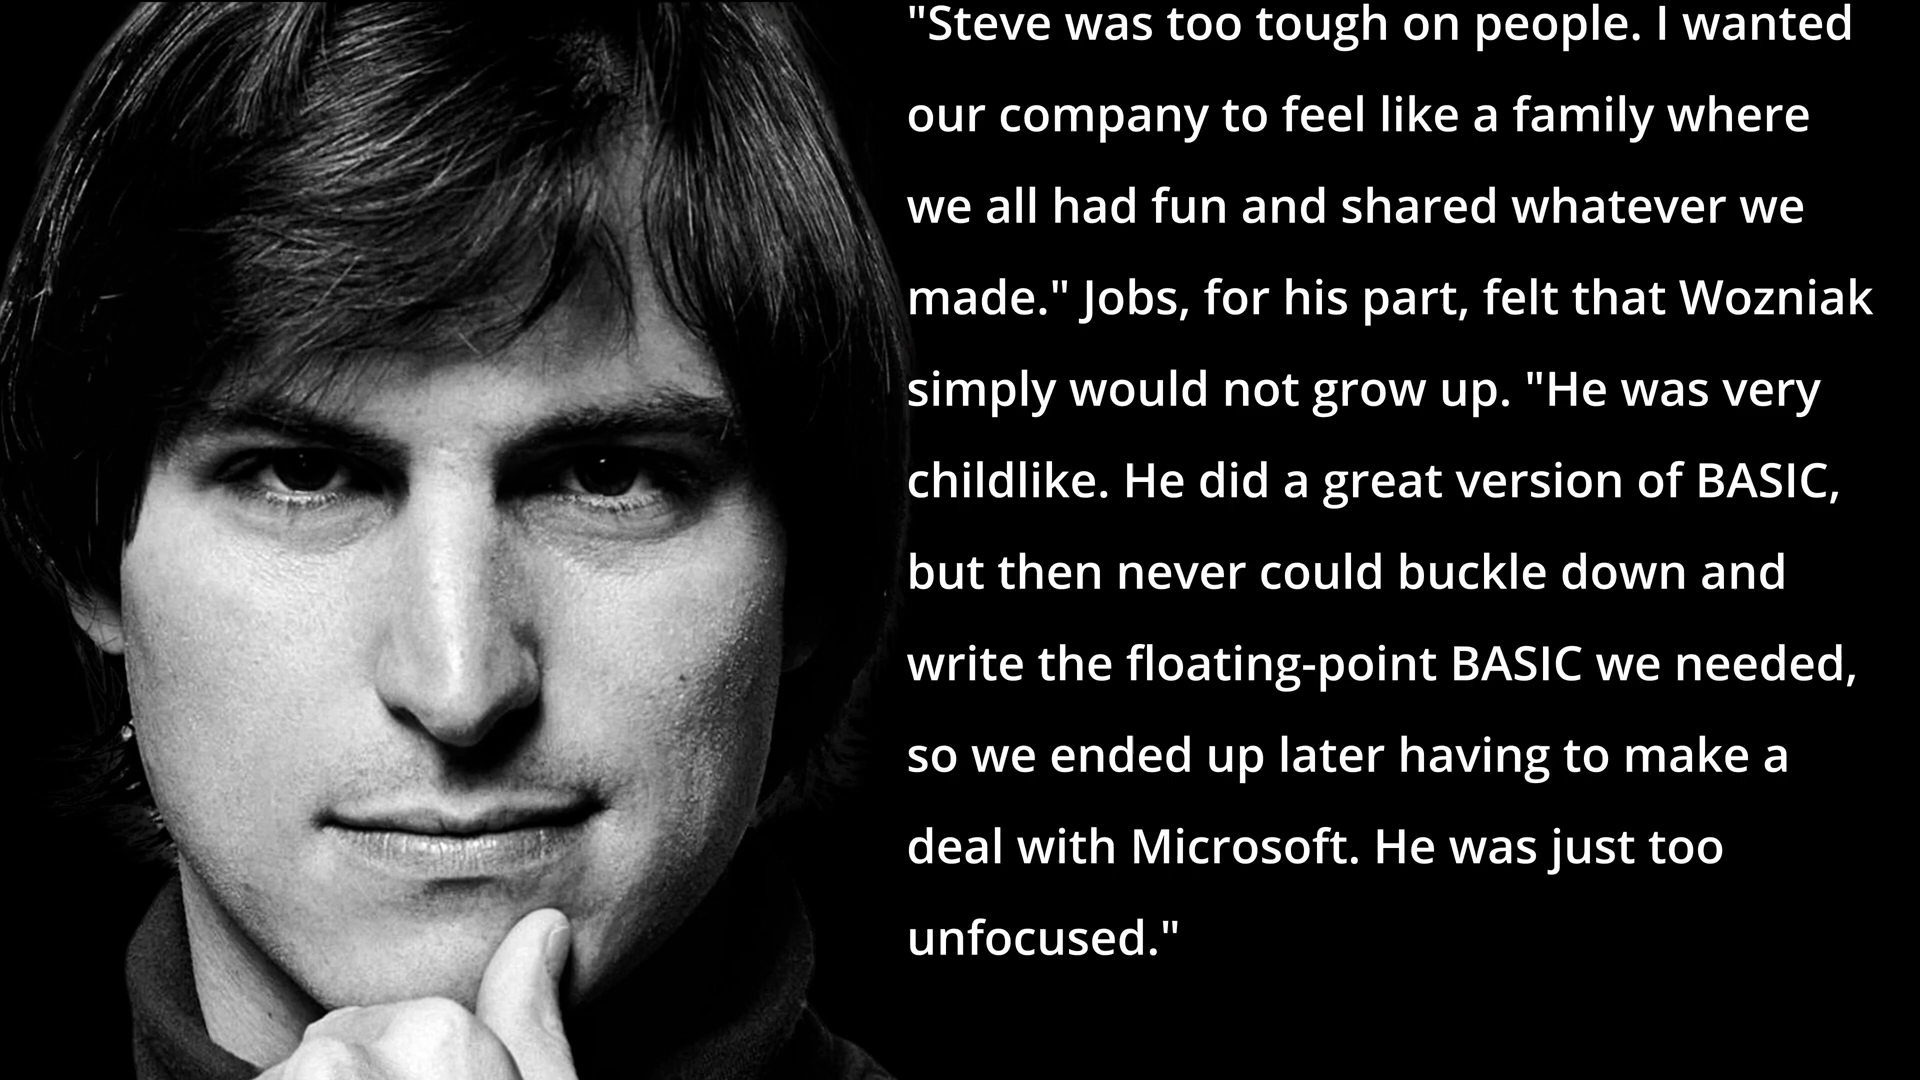 "Steve was too tough on people. I wanted
our company to feel like a family where
we all had fun and shared whatever we
made." Jobs, for his part, felt that Wozniak
simply would not grow up. "He was very
childlike. He did a great version of BASIC,
but then never could buckle down and
write the floating-point BASIC we needed,
so we ended up later having to make a
deal with Microsoft. He was just too
unfocused."